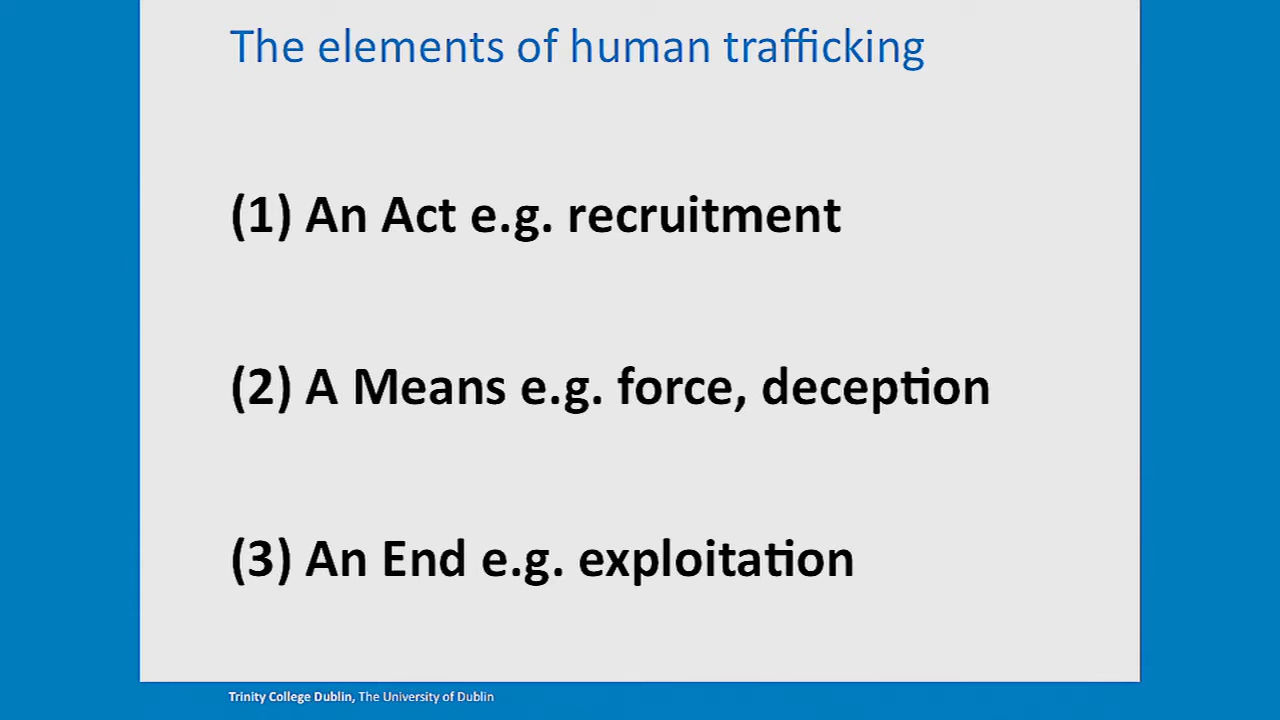 The elements of human trafficking
(1) An Act e.g. recruitment
(2) A Means e.g. force, deception
(3) An End e.g. exploitation
Trinity College Dublin, The University of Dublin